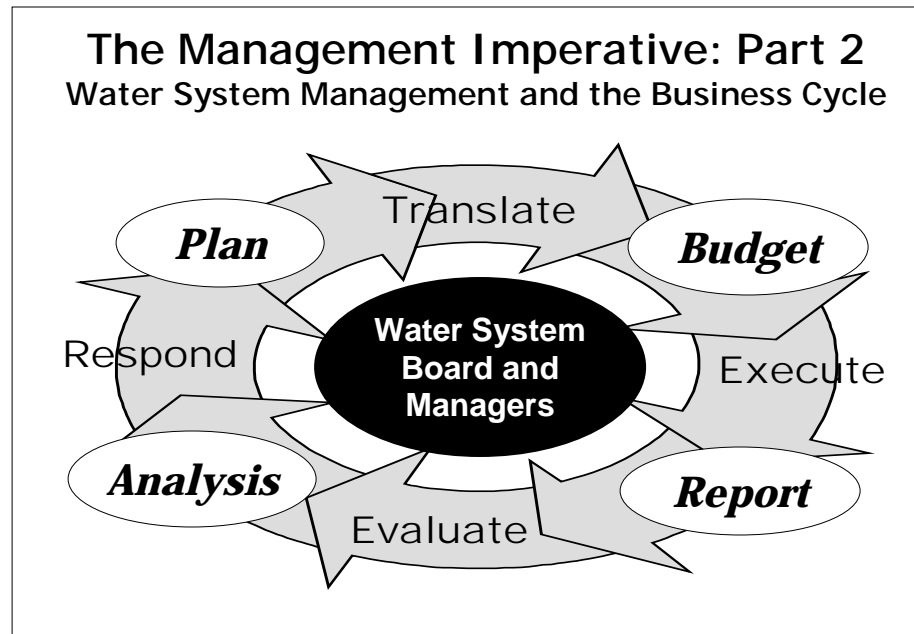 The Management Imperative: Part 2
Water System Management and the Business Cycle
Translate
Plan
Budget
Water System
Board and
Managers
Respond
Execute
Analysis
Report
Evaluate